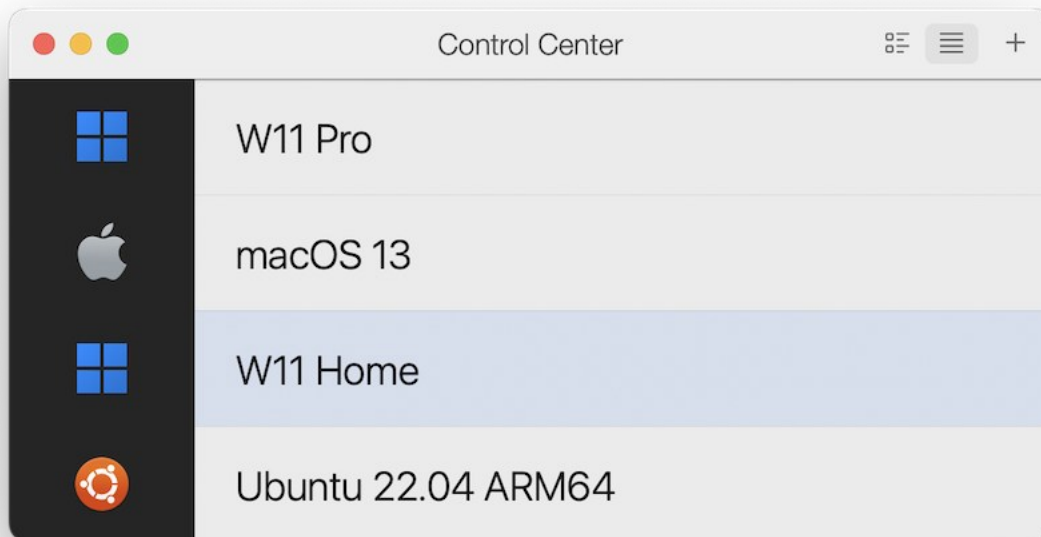 Control Center
W11 Pro
macOS 13
W11 Home
Ubuntu 22.04 ARM64